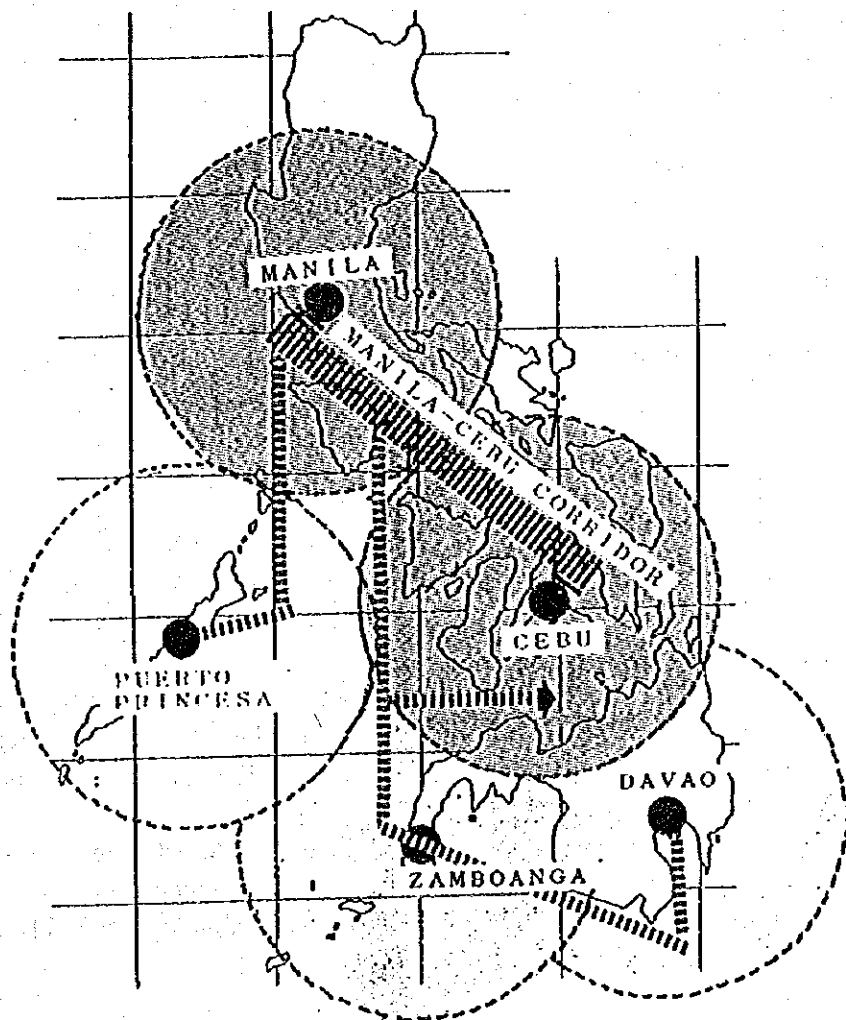 MANILA
MANILA-CEBU CORRIDOR
CEBU
PUERTO
PRINCESA
DAVAO
ZAMBOANGA